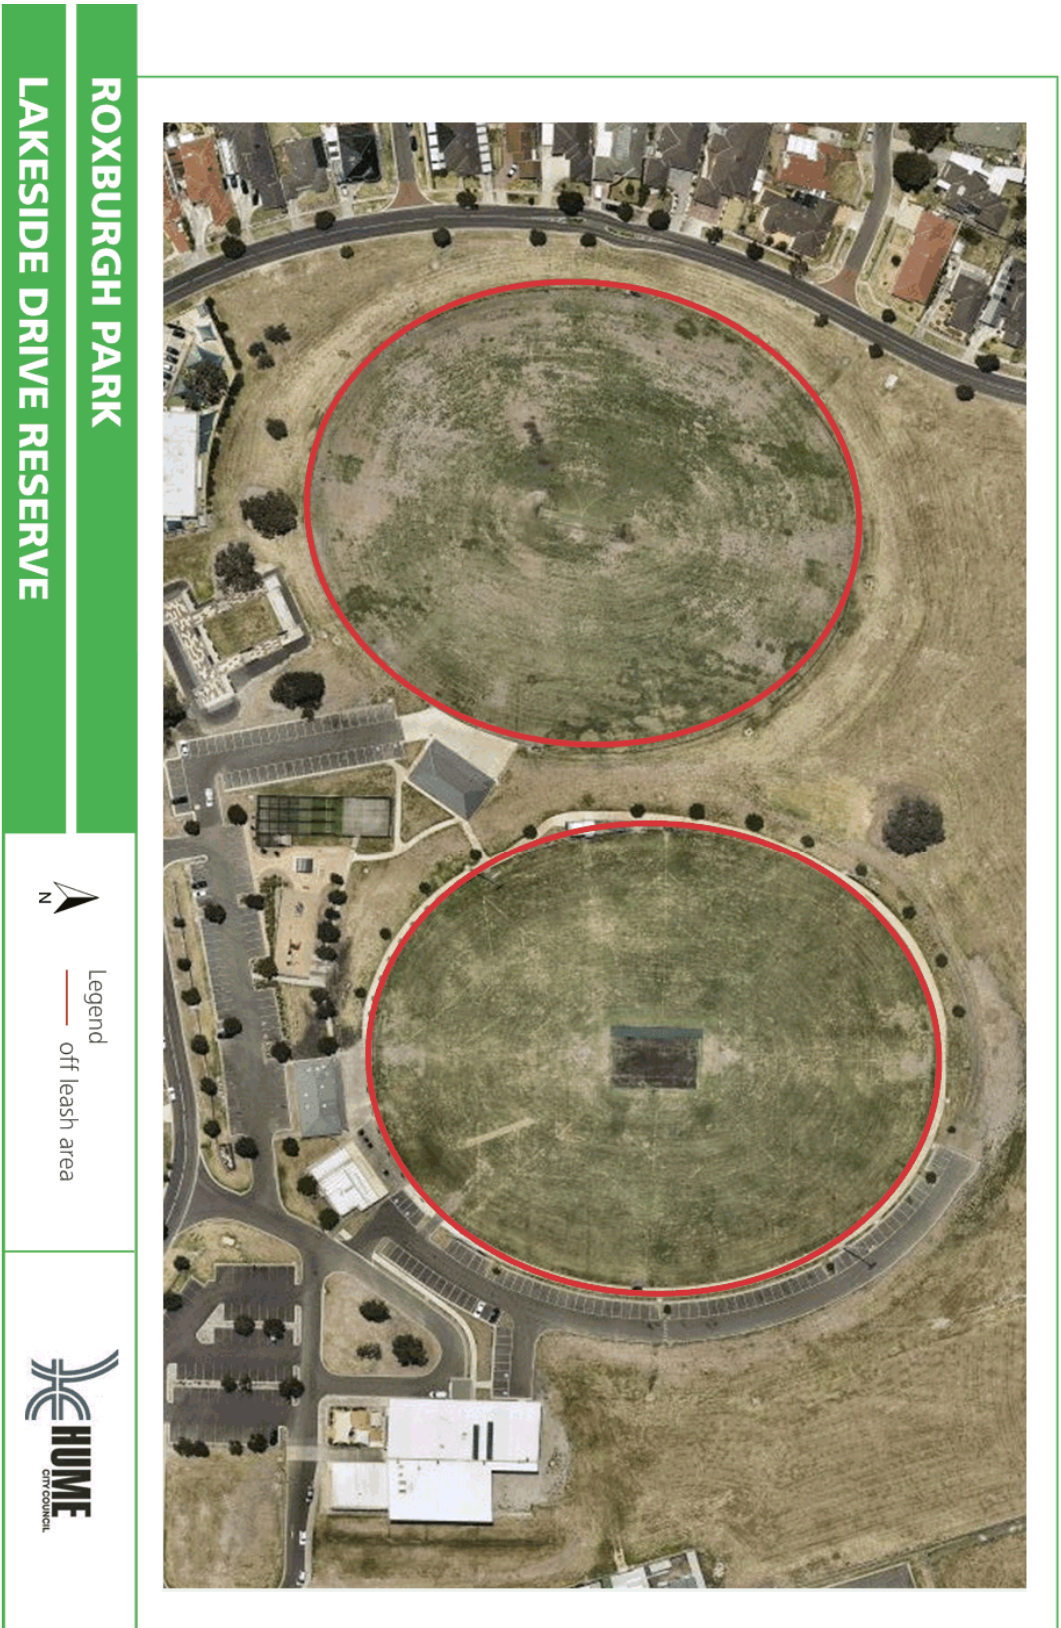 ROXBURGH PARK
LAKESIDE DRIVE RESERVE
N
Legend
off leash area
HUME
CITY COUNCIL